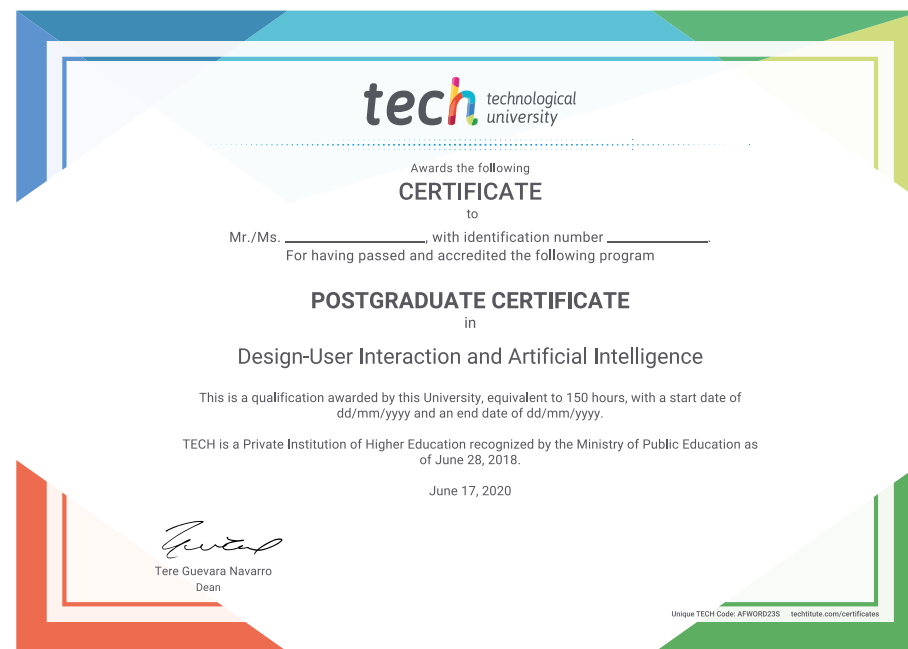 tech technological
university
Awards the following
CERTIFICATE
to
Mr./Ms. ____________________, with identification number ______________.
For having passed and accredited the following program
POSTGRADUATE CERTIFICATE
in
Design-User Interaction and Artificial Intelligence
This is a qualification awarded by this University, equivalent to 150 hours, with a start date of
dd/mm/yyyy and an end date of dd/mm/yyyy.
TECH is a Private Institution of Higher Education recognized by the Ministry of Public Education as
of June 28, 2018.
June 17, 2020
Tere Guevara Navarro
Dean
Unique TECH Code: AFWORD23S techtitute.com/certificates